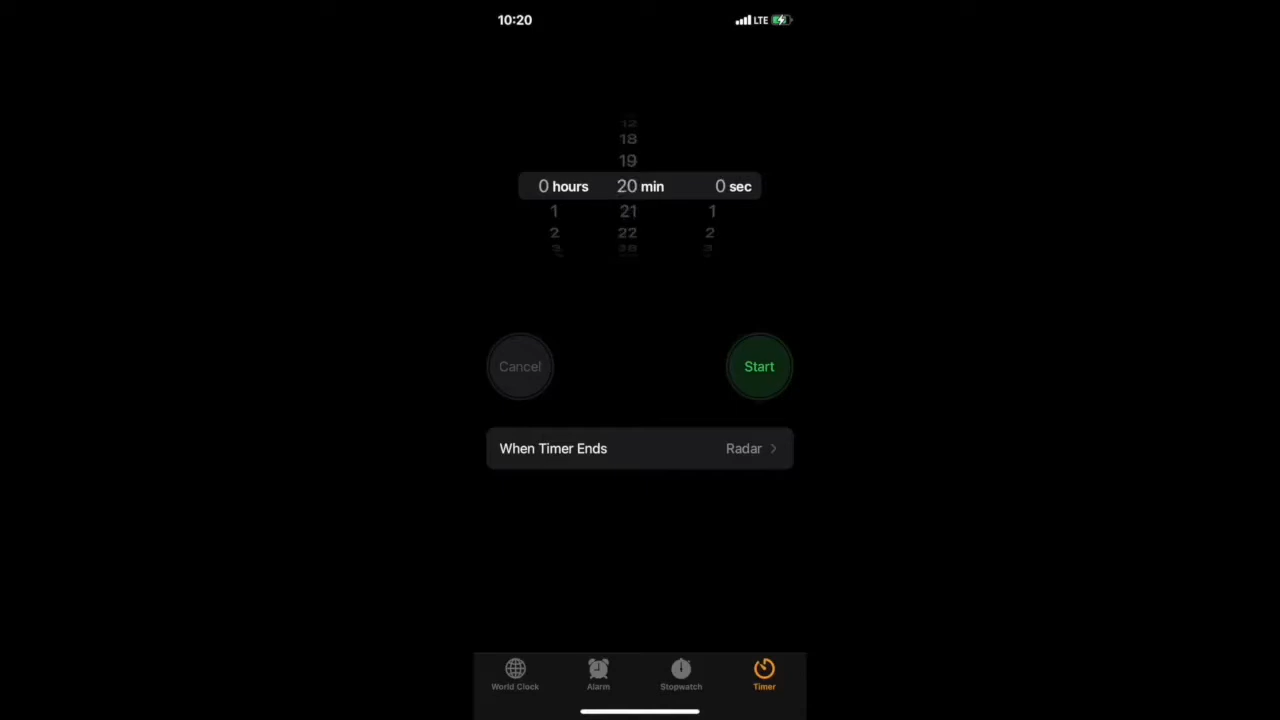 10:20 LTE
18
19
0 hours 20 min 0 sec
1 21 1
2 22 2
Cancel Start
When Timer Ends Radar
World Clock Alarm Stopwatch Timer